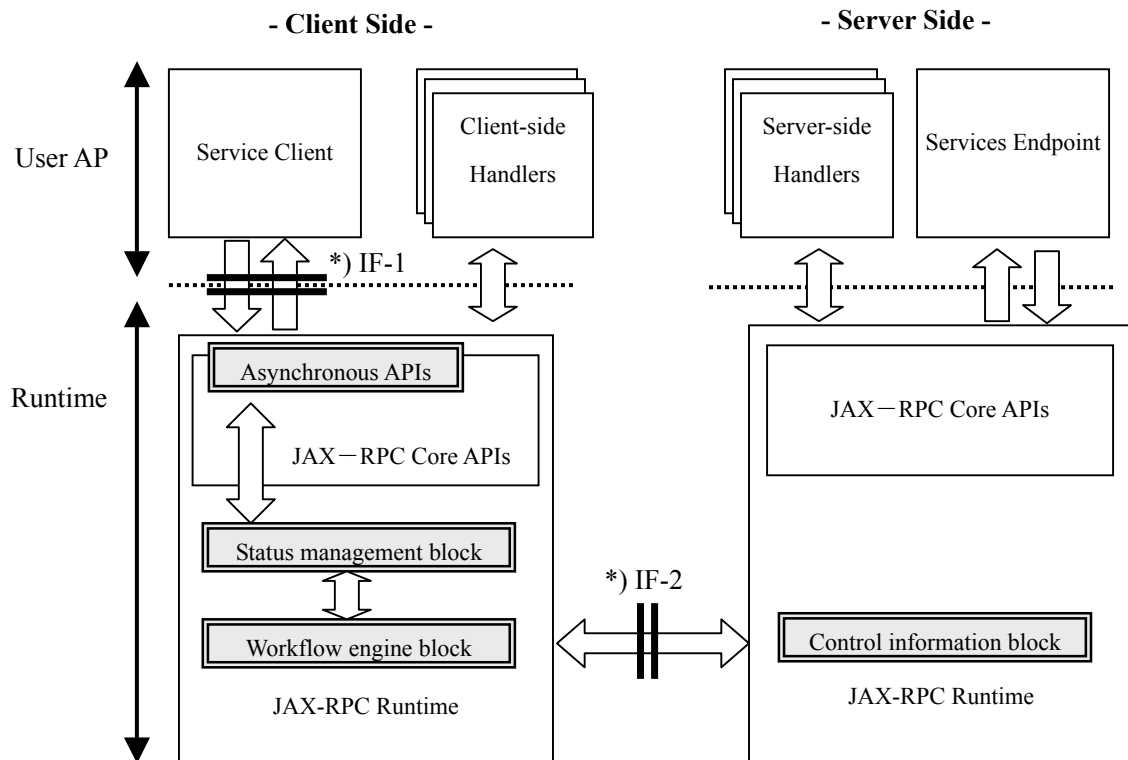 - Client Side -
- Server Side -
User AP
Service Client
Client-side
Handlers
Server-side
Handlers
Services Endpoint
*) IF-1
Runtime
Asynchronous APIs
JAX－RPC Core APIs
JAX－RPC Core APIs
Status management block
*) IF-2
Workflow engine block
Control information block
JAX-RPC Runtime
JAX-RPC Runtime